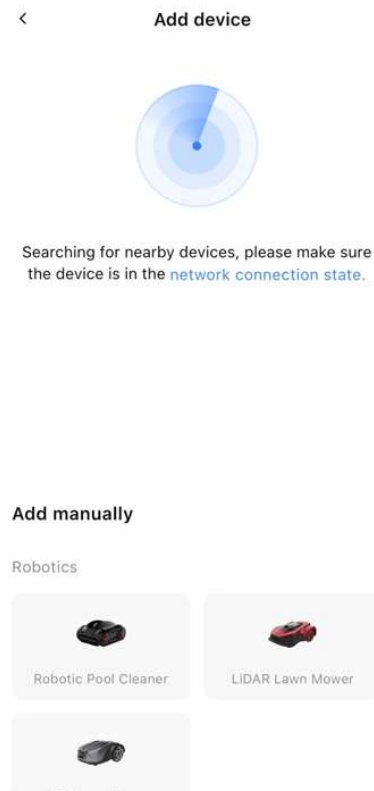 Add device
Searching for nearby devices, please make sure
the device is in the network connection state.
Add manually
Robotics
Robotic Pool Cleaner
LiDAR Lawn Mower